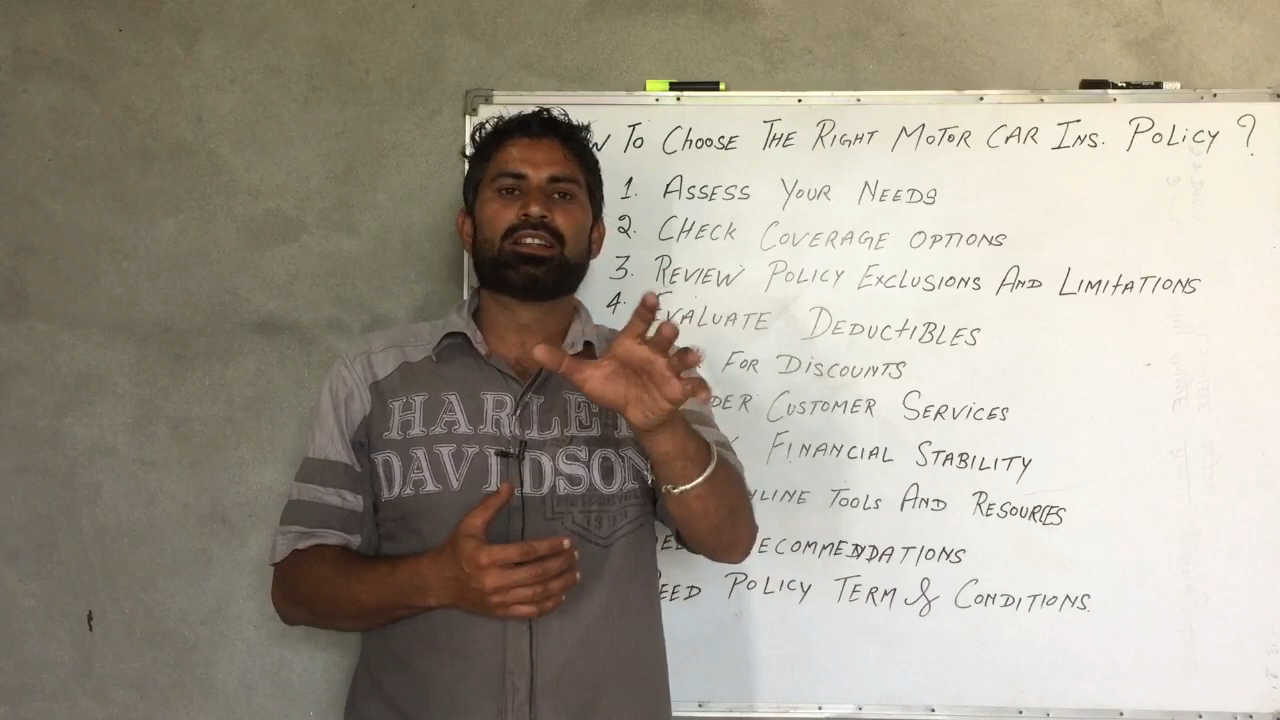 TO CHOOSE THE RIGHT MOTOR CAR INS. POLICY ?
1. ASSESS YOUR NEEDS
2. CHECK COVERAGE OPTIONS
3. REVIEW POLICY EXCLUSIONS AND LIMITATIONS
4. EVALUATE DEDUCTIBLES
FOR DISCOUNTS
CUSTOMER SERVICES
FINANCIAL STABILITY
TOOLS AND RESOURCES
ECOMMENDATIONS
EED POLICY TERM & CONDITIONS.
HARLEY
DAVIDSON